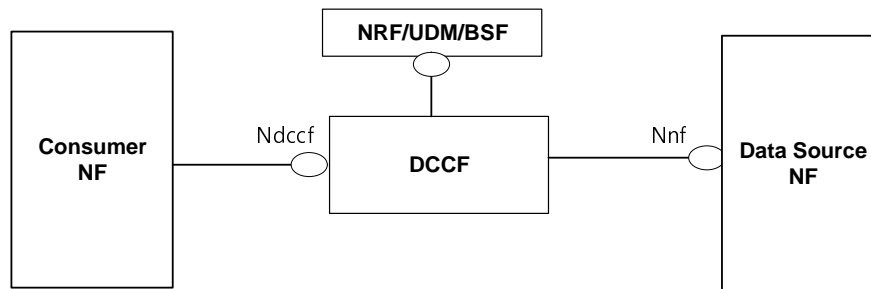 NRF/UDM/BSF
Consumer
NF
Ndccf
DCCF
Nnf
Data Source
NF